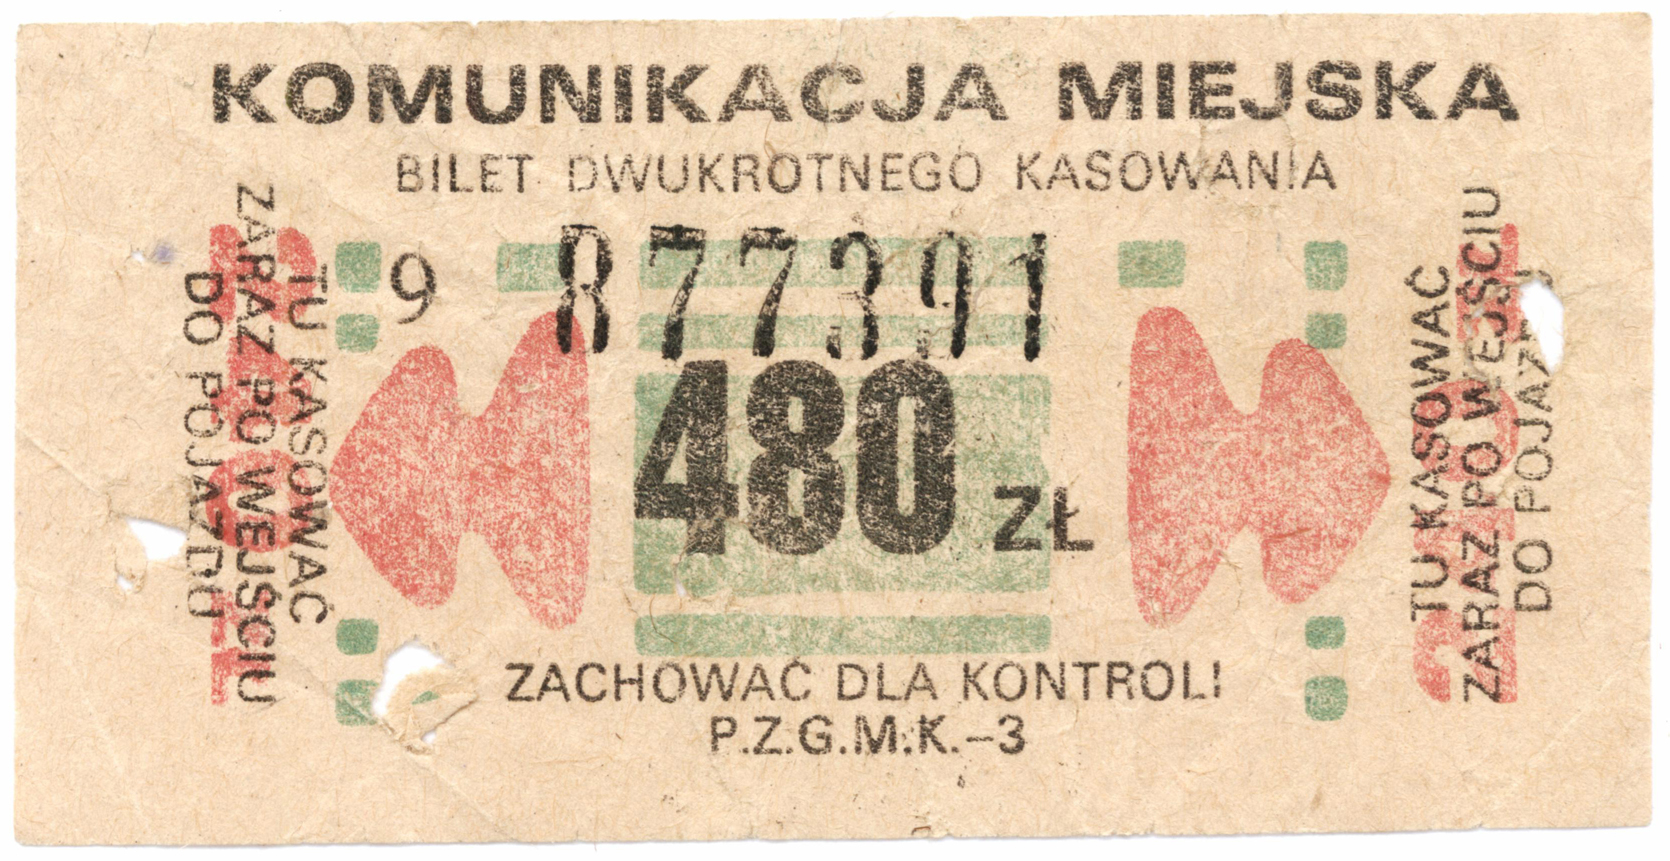 KOMUNIKACJA MIEJSKA
BILET DWUKROTNEGO KASOWANIA
9 877391
480 ZŁ
ZACHOWAĆ DLA KONTROLI
P.Z.G.M.K.-3
TU KASOWAĆ
ZARAZ PO WEJŚCIU
DO POJAZDU
TU KASOWAĆ
ZARAZ PO WEJŚCIU
DO POJAZDU